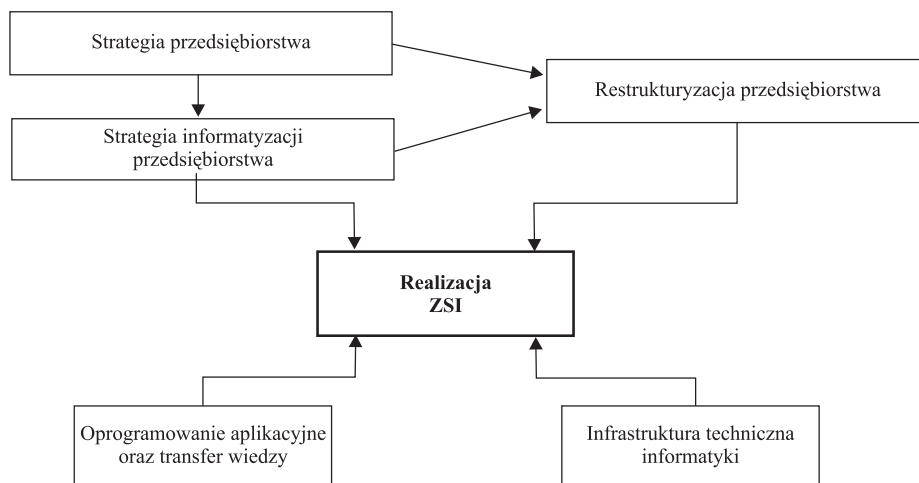 Strategia przedsiębiorstwa
Restrukturyzacja przedsiębiorstwa
Strategia informatyzacji
przedsiębiorstwa
Realizacja
ZSI
Oprogramowanie aplikacyjne
oraz transfer wiedzy
Infrastruktura techniczna
informatyki